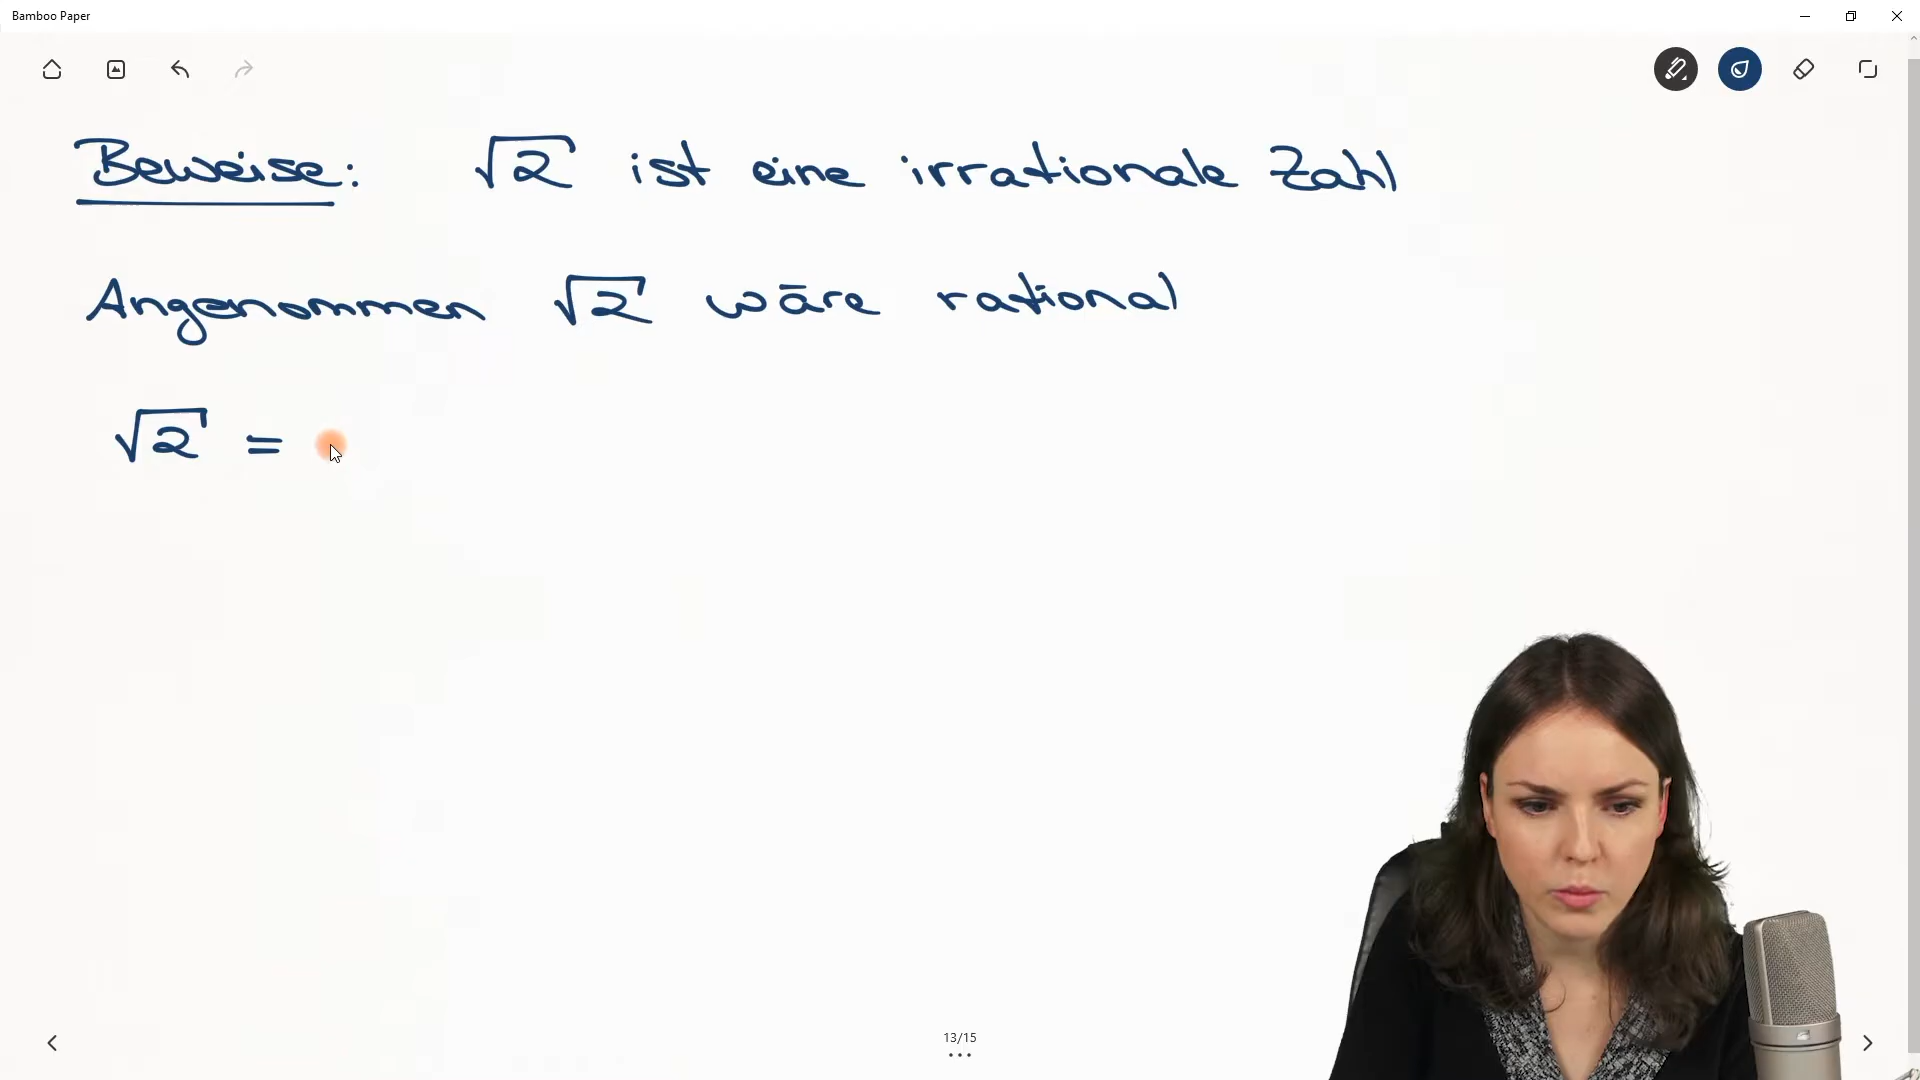 Bamboo Paper
Beweise: √2 ist eine irrationale Zahl
Angenommen √2 wäre rational
√2 =
13/15